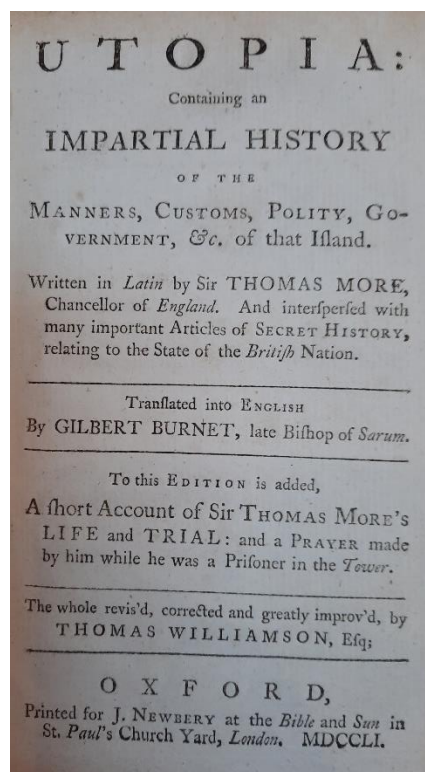 UTOPIA:
Containing an
IMPARTIAL HISTORY
OF THE
MANNERS, CUSTOMS, POLITY, GO-
VERNMENT, &c. of that Iſland.
Written in Latin by Sir THOMAS MORE,
Chancellor of England. And interſperſed with
many important Articles of SECRET HISTORY,
relating to the State of the Britiſh Nation.
Tranſlated into ENGLISH
By GILBERT BURNET, late Biſhop of Sarum.
To this EDITION is added,
A ſhort Account of Sir THOMAS MORE'S
LIFE and TRIAL: and a PRAYER made
by him while he was a Priſoner in the Tower.
The whole revis'd, corrected and greatly improv'd, by
THOMAS WILLIAMSON, Eſq;
OXFORD,
Printed for J. NEWBERY at the Bible and Sun in
St. Paul's Church Yard, London. MDCCLI.